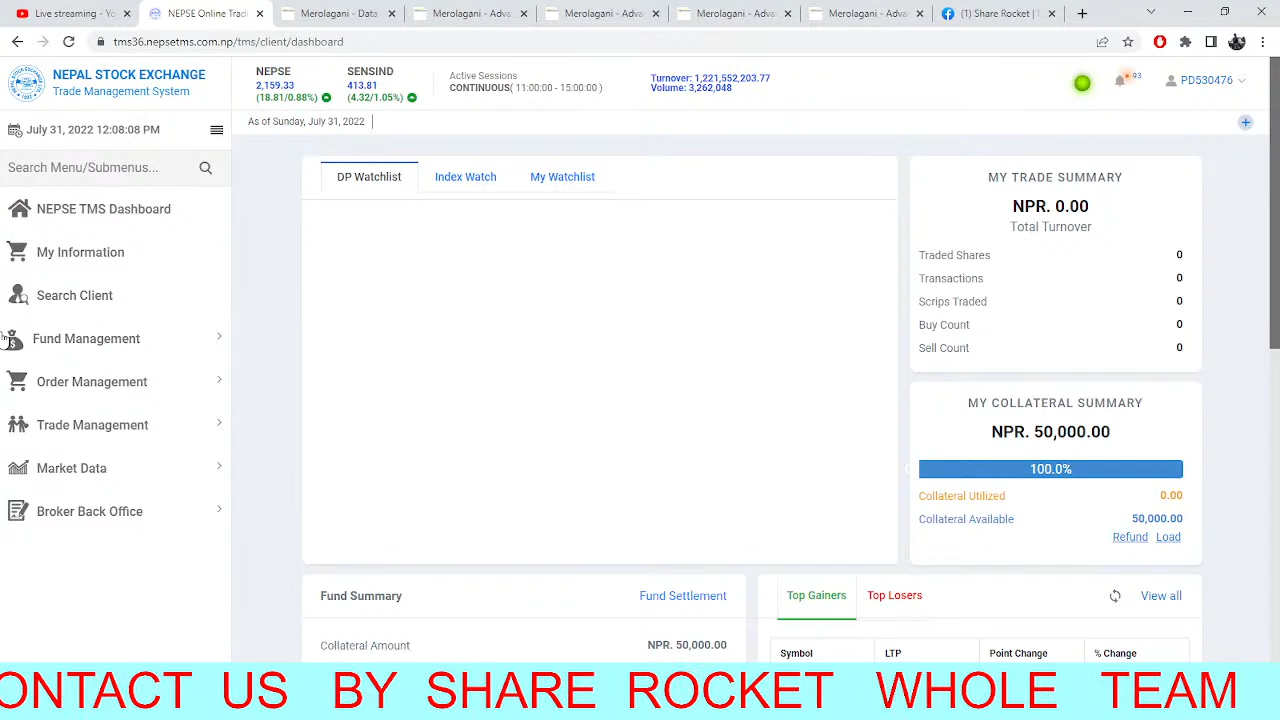 Live streaming - Yo
NEPSE Online Tradi
Merolagani - Data
Merolagani - Adva
Merolagani - Adva
Merolagani - Adva
Merolagani - Adva
(1) Share Rocket | L
tms36.nepsetms.com.np/tms/client/dashboard
NEPAL STOCK EXCHANGE
Trade Management System
NEPSE
2,159.33
(18.81/0.88%)
SENSIND
413.81
(4.32/1.05%)
Active Sessions
CONTINUOUS( 11:00:00 - 15:00:00 )
Turnover: 1,221,552,203.77
Volume: 3,262,048
93
PD530476
July 31, 2022 12:08:08 PM
As of Sunday, July 31, 2022
Search Menu/Submenus...
NEPSE TMS Dashboard
My Information
Search Client
Fund Management
Order Management
Trade Management
Market Data
Broker Back Office
DP Watchlist
Index Watch
My Watchlist
MY TRADE SUMMARY
NPR. 0.00
Total Turnover
Traded Shares 0
Transactions 0
Scrips Traded 0
Buy Count 0
Sell Count 0
MY COLLATERAL SUMMARY
NPR. 50,000.00
100.0%
Collateral Utilized 0.00
Collateral Available 50,000.00
Refund Load
Fund Summary
Fund Settlement
Collateral Amount NPR. 50,000.00
Top Gainers
Top Losers
View all
Symbol LTP Point Change % Change
ONTACT US BY SHARE ROCKET WHOLE TEAM